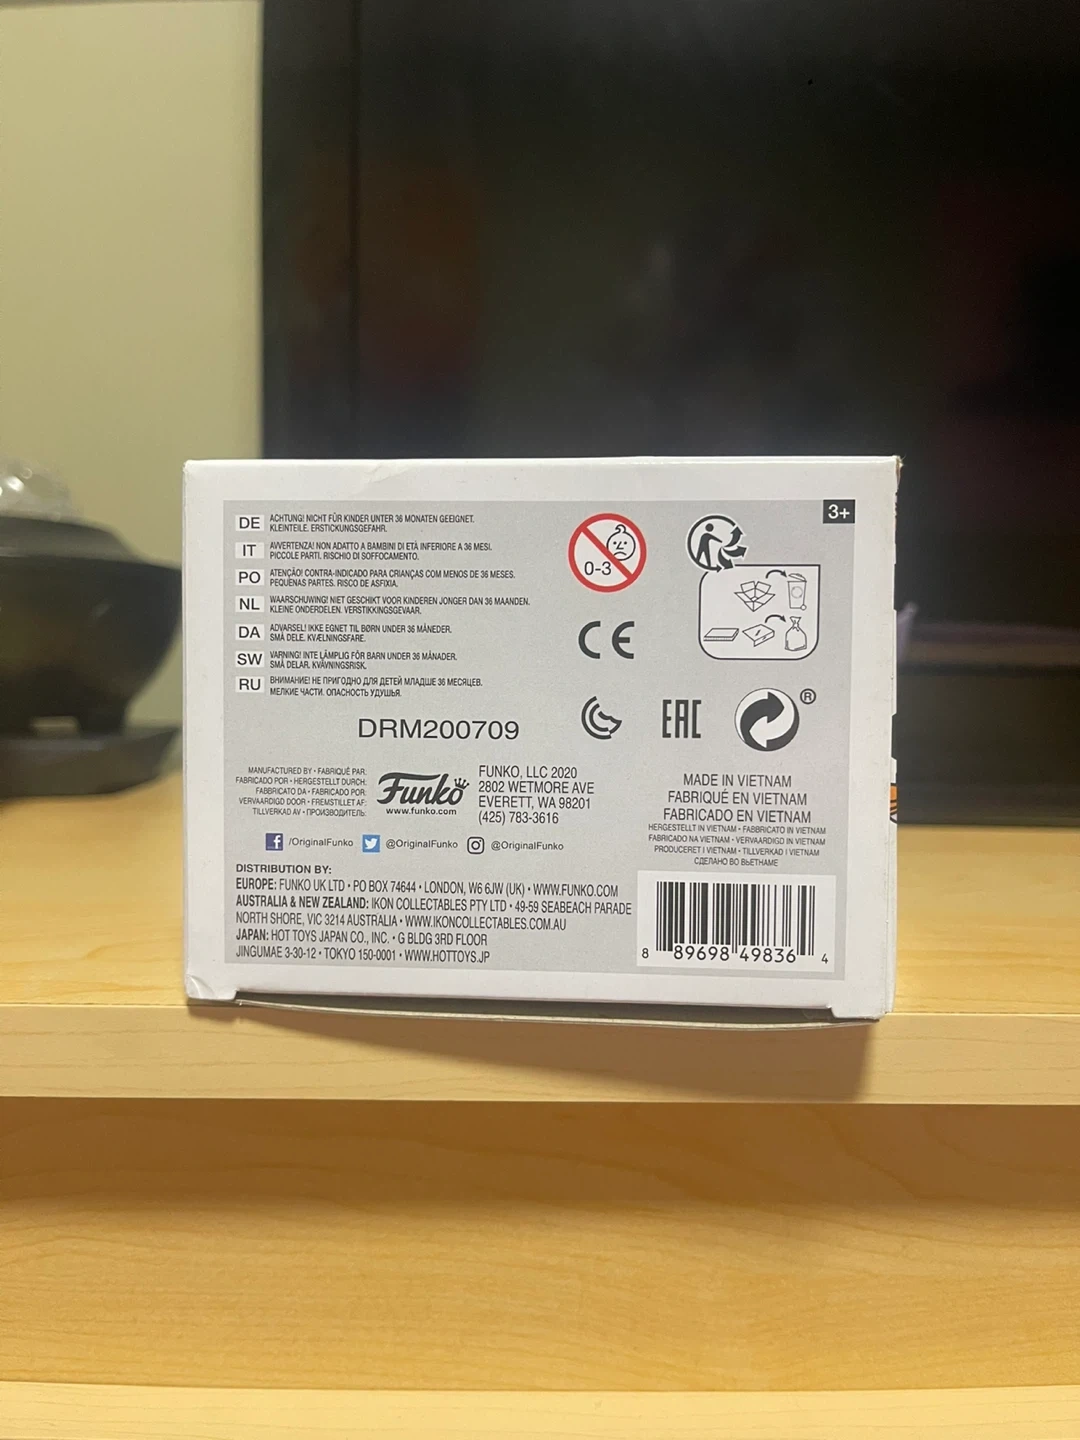 3+
DE ACHTUNG! NICHT FÜR KINDER UNTER 36 MONATEN GEEIGNET.
KLEINTEILE. ERSTICKUNGSGEFAHR.
IT AVVERTENZA! NON ADATTO A BAMBINI DI ETÀ INFERIORE A 36 MESI.
PICCOLE PARTI. RISCHIO DI SOFFOCAMENTO.
PO ATENÇÃO! CONTRA-INDICADO PARA CRIANÇAS COM MENOS DE 36 MESES.
PEQUENAS PARTES. RISCO DE ASFIXIA.
NL WAARSCHUWING! NIET GESCHIKT VOOR KINDEREN JONGER DAN 36 MAANDEN.
KLEINE ONDERDELEN. VERSTIKKINGSGEVAAR.
DA ADVARSEL! IKKE EGNET TIL BØRN UNDER 36 MÅNEDER.
SMÅ DELE. KVÆLNINGSFARE.
SW VARNING! INTE LÄMPLIG FÖR BARN UNDER 36 MÅNADER.
SMÅ DELAR. KVÄVNINGSRISK.
RU ВНИМАНИЕ! НЕ ПРИГОДНО ДЛЯ ДЕТЕЙ МЛАДШЕ 36 МЕСЯЦЕВ.
МЕЛКИЕ ЧАСТИ. ОПАСНОСТЬ УДУШЬЯ.
0-3
CE
EAC
®
DRM200709
MANUFACTURED BY • FABRIQUÉ PAR:
FABRICADO POR • HERGESTELLT DURCH:
FABBRICATO DA • FABRICADO POR:
VERVAARDIGD DOOR • FREMSTILLET AF:
TILLVERKAD AV • ПРОИЗВОДИТЕЛЬ:
Funko
www.funko.com
FUNKO, LLC 2020
2802 WETMORE AVE
EVERETT, WA 98201
(425) 783-3616
/OriginalFunko @OriginalFunko @OriginalFunko
MADE IN VIETNAM
FABRIQUÉ EN VIETNAM
FABRICADO EN VIETNAM
HERGESTELLT IN VIETNAM • FABBRICATO IN VIETNAM
FABRICADO NA VIETNAM • VERVAARDIGD IN VIETNAM
PRODUCERET I VIETNAM • TILLVERKAD I VIETNAM
СДЕЛАНО ВО ВЬЕТНАМЕ
DISTRIBUTION BY:
EUROPE: FUNKO UK LTD • PO BOX 74644 • LONDON, W6 6JW (UK) • WWW.FUNKO.COM
AUSTRALIA & NEW ZEALAND: IKON COLLECTABLES PTY LTD • 49-59 SEABEACH PARADE
NORTH SHORE, VIC 3214 AUSTRALIA • WWW.IKONCOLLECTABLES.COM.AU
JAPAN: HOT TOYS JAPAN CO., INC. • G BLDG 3RD FLOOR
JINGUMAE 3-30-12 • TOKYO 150-0001 • WWW.HOTTOYS.JP
8 89698 49836 4